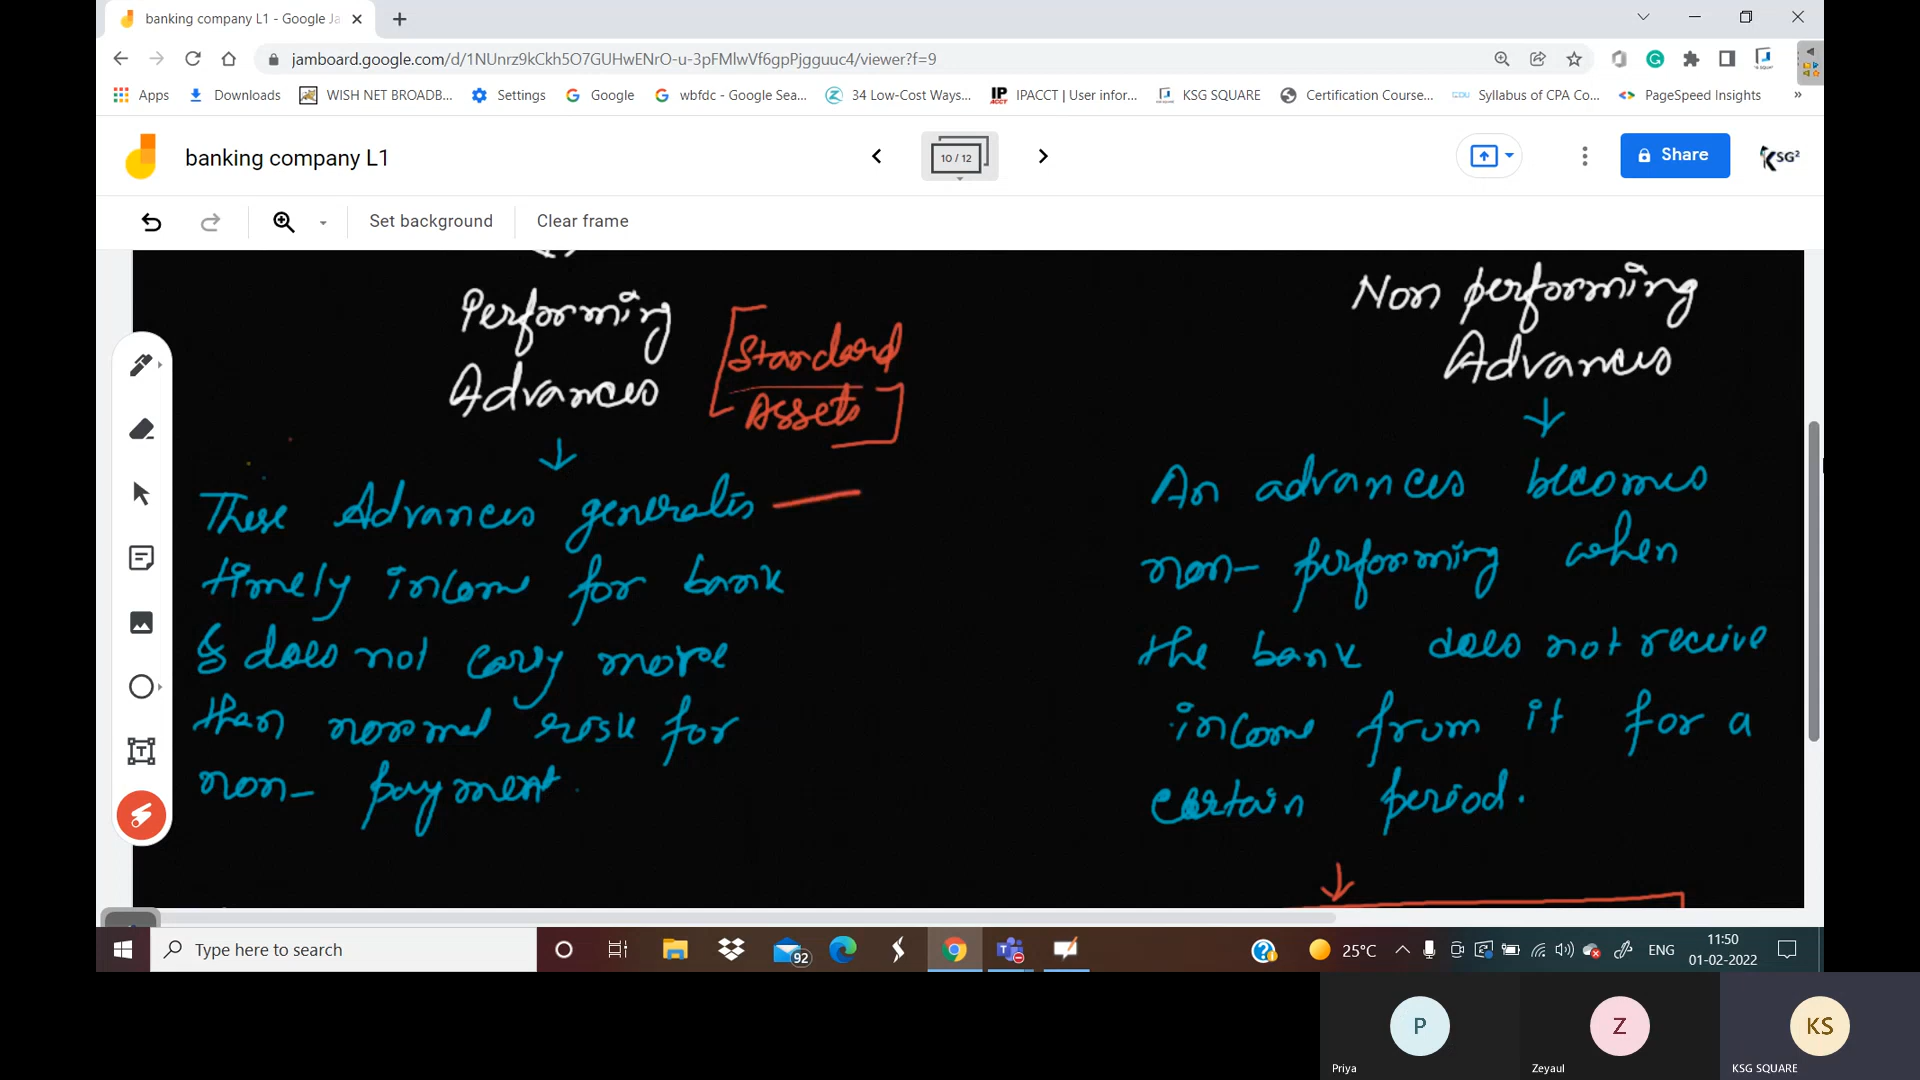 banking company L1 - Google Ja
jamboard.google.com/d/1NUnrz9kCkh5O7GUHwENrO-u-3pFMlwVf6gpPjgguuc4/viewer?f=9
Apps Downloads WISH NET BROADB... Settings Google wbfdc - Google Sea... 34 Low-Cost Ways... IPACCT | User infor... KSG SQUARE Certification Course... Syllabus of CPA Co... PageSpeed Insights »
banking company L1
10 / 12
Share
KSG²
Set background Clear frame
Performing
Advances
[Standard
Assets]
These Advances generates
timely income for bank
& does not carry more
than normal risk for
non- payment.
Non performing
Advances
An advances becomes
non- performing when
the bank does not receive
income from it for a
certain period.
Type here to search
92
25°C
ENG
11:50
01-02-2022
P
Priya
Z
Zeyaul
KS
KSG SQUARE